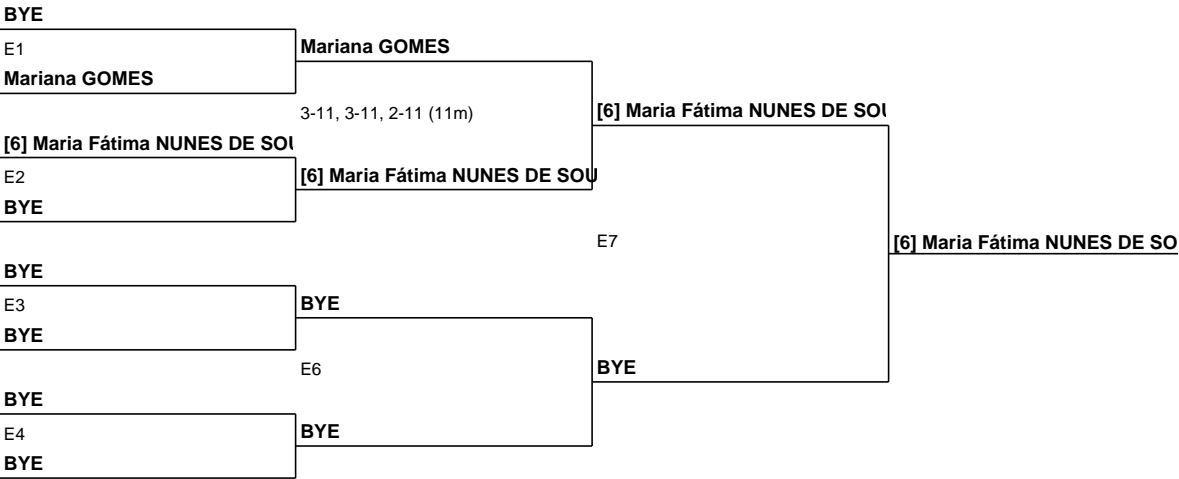 BYE
E1
Mariana GOMES
Mariana GOMES
3-11, 3-11, 2-11 (11m)
[6] Maria Fátima NUNES DE SOU
[6] Maria Fátima NUNES DE SOU
E2
BYE
[6] Maria Fátima NUNES DE SOU
E7
[6] Maria Fátima NUNES DE SO
BYE
E3
BYE
BYE
E6
BYE
BYE
E4
BYE
BYE